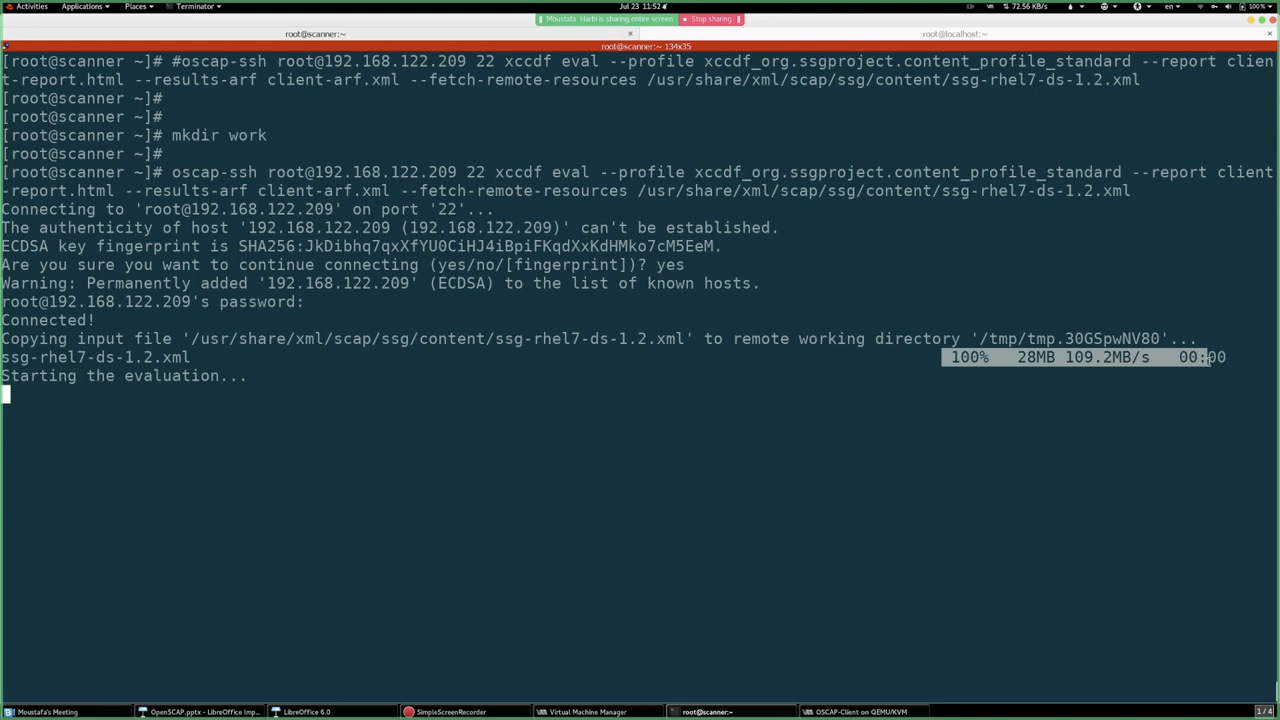 Activities Applications Places Terminator Jul 23 11:52 72.56 KB/s en 100%
Moustafa Harbi is sharing entire screen Stop sharing
root@scanner:~ root@localhost:~
root@scanner:~ 134x35
[root@scanner ~]# #oscap-ssh root@192.168.122.209 22 xccdf eval --profile xccdf_org.ssgproject.content_profile_standard --report clien
t-report.html --results-arf client-arf.xml --fetch-remote-resources /usr/share/xml/scap/ssg/content/ssg-rhel7-ds-1.2.xml
[root@scanner ~]#
[root@scanner ~]#
[root@scanner ~]# mkdir work
[root@scanner ~]#
[root@scanner ~]# oscap-ssh root@192.168.122.209 22 xccdf eval --profile xccdf_org.ssgproject.content_profile_standard --report client
-report.html --results-arf client-arf.xml --fetch-remote-resources /usr/share/xml/scap/ssg/content/ssg-rhel7-ds-1.2.xml
Connecting to 'root@192.168.122.209' on port '22'...
The authenticity of host '192.168.122.209 (192.168.122.209)' can't be established.
ECDSA key fingerprint is SHA256:JkDibhq7qxXfYU0CiHJ4iBpiFKqdXxKdHMko7cM5EeM.
Are you sure you want to continue connecting (yes/no/[fingerprint])? yes
Warning: Permanently added '192.168.122.209' (ECDSA) to the list of known hosts.
root@192.168.122.209's password:
Connected!
Copying input file '/usr/share/xml/scap/ssg/content/ssg-rhel7-ds-1.2.xml' to remote working directory '/tmp/tmp.30GSpwNV80'...
ssg-rhel7-ds-1.2.xml 100% 28MB 109.2MB/s 00:00
Starting the evaluation...
Moustafa's Meeting OpenSCAP.pptx - LibreOffice Imp... LibreOffice 6.0 SimpleScreenRecorder Virtual Machine Manager root@scanner:~ OSCAP-Client on QEMU/KVM 1 / 4